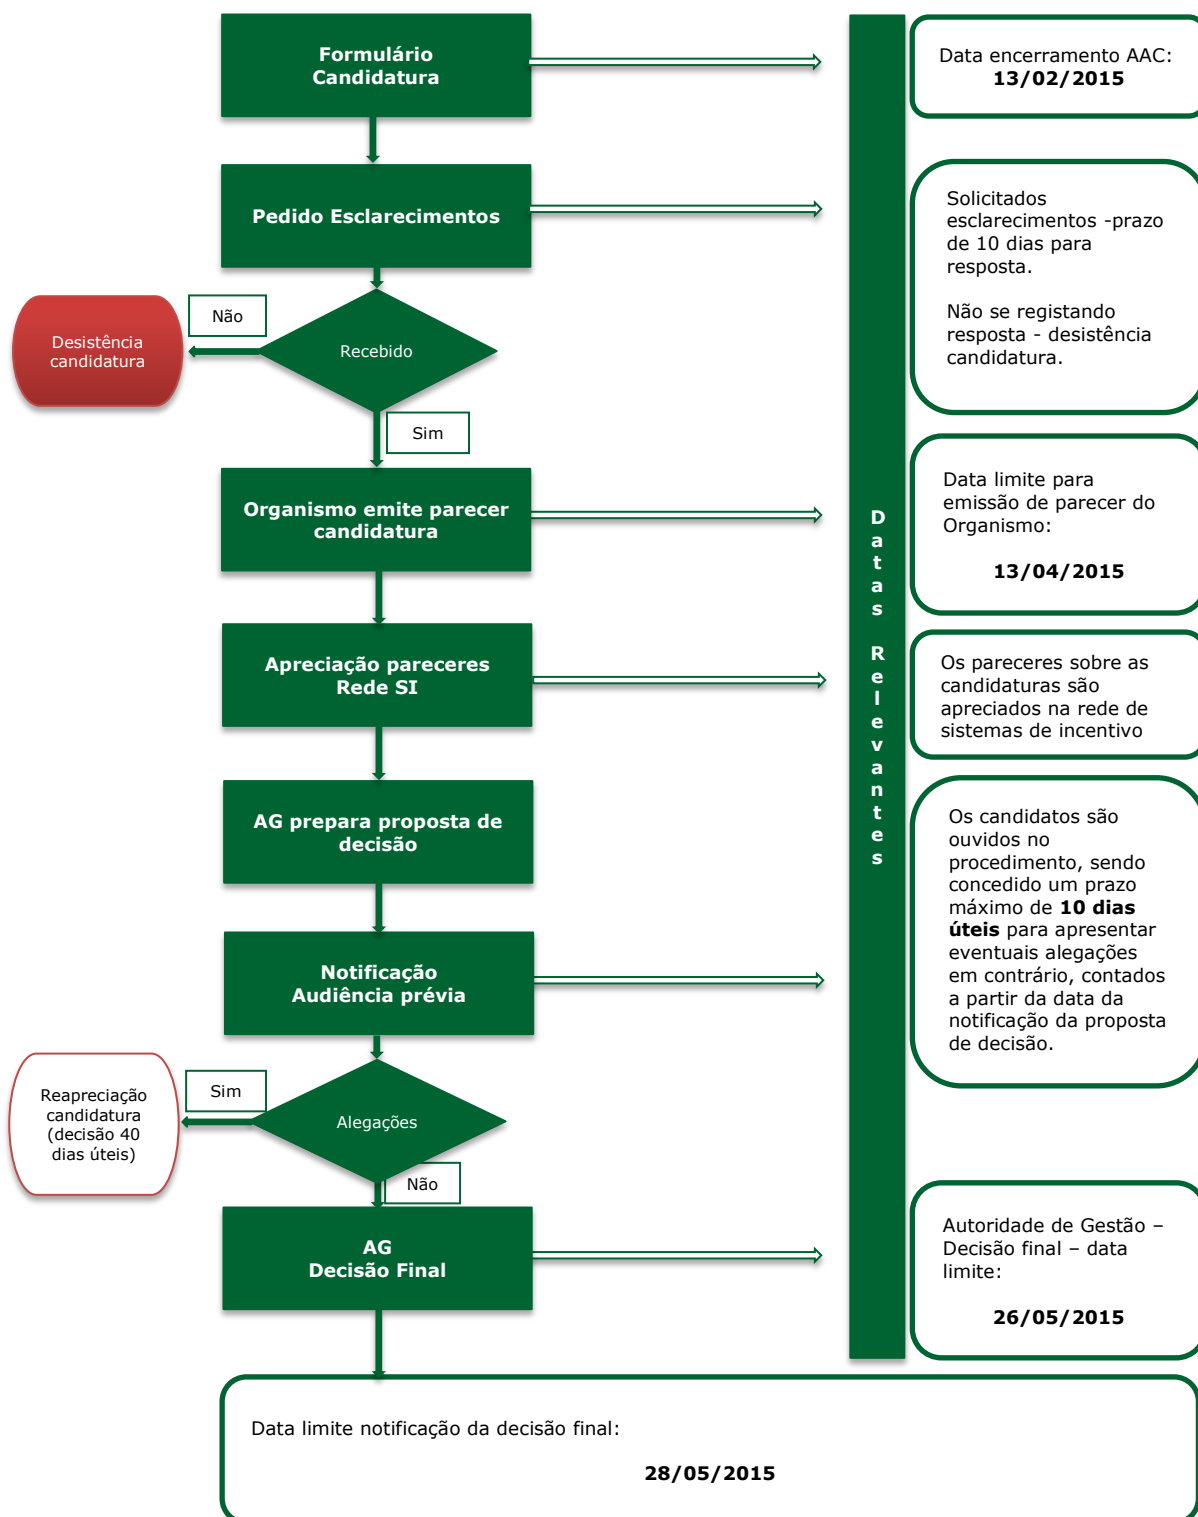 Formulário
Candidatura
Data encerramento AAC:
13/02/2015
Pedido Esclarecimentos
Solicitados
esclarecimentos -prazo
de 10 dias para
resposta.
Não se registando
resposta - desistência
candidatura.
Não
Desistência
candidatura
Recebido
Sim
Organismo emite parecer
candidatura
Data limite para
emissão de parecer do
Organismo:
13/04/2015
Datas Relevantes
Apreciação pareceres
Rede SI
Os pareceres sobre as
candidaturas são
apreciados na rede de
sistemas de incentivo
AG prepara proposta de
decisão
Notificação
Audiência prévia
Os candidatos são
ouvidos no
procedimento, sendo
concedido um prazo
máximo de 10 dias
úteis para apresentar
eventuais alegações
em contrário, contados
a partir da data da
notificação da proposta
de decisão.
Sim
Reapreciação
candidatura
(decisão 40
dias úteis)
Alegações
Não
AG
Decisão Final
Autoridade de Gestão –
Decisão final – data
limite:
26/05/2015
Data limite notificação da decisão final:
28/05/2015